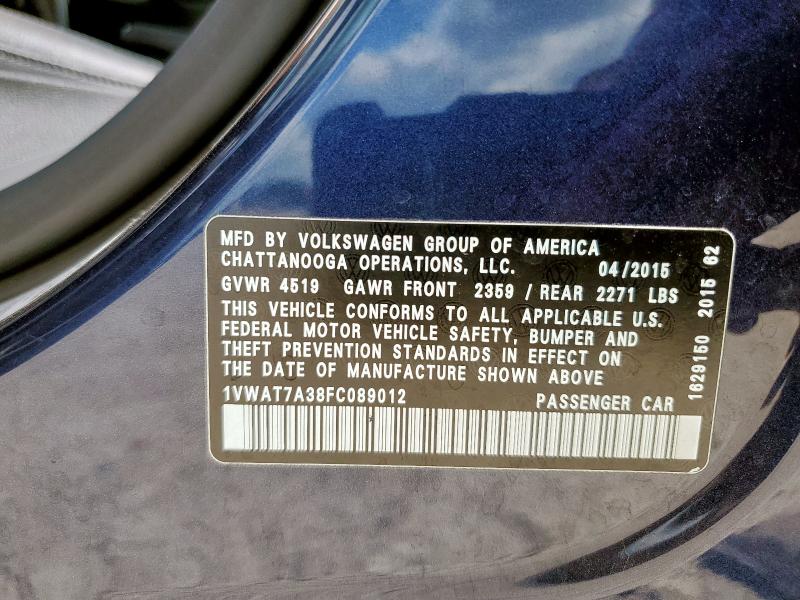 MFD BY VOLKSWAGEN GROUP OF AMERICA
CHATTANOOGA OPERATIONS, LLC. 04/2015
GVWR 4519 GAWR FRONT 2359 / REAR 2271 LBS
THIS VEHICLE CONFORMS TO ALL APPLICABLE U.S.
FEDERAL MOTOR VEHICLE SAFETY, BUMPER AND
THEFT PREVENTION STANDARDS IN EFFECT ON
THE DATE OF MANUFACTURE SHOWN ABOVE
1VWAT7A38FC089012 PASSENGER CAR
1629150 2015 62